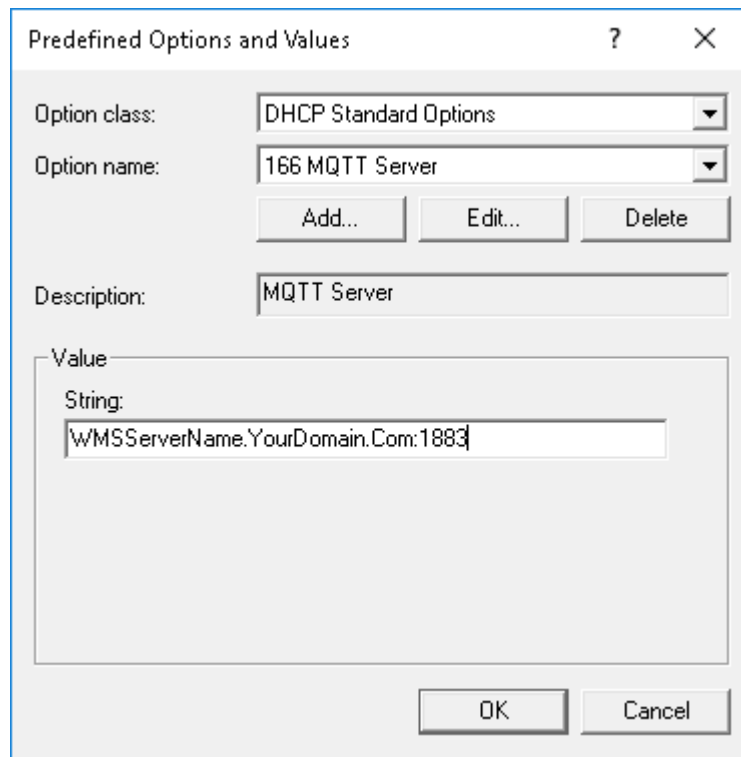 Predefined Options and Values ? X
Option class: DHCP Standard Options
Option name: 166 MQTT Server
Add... Edit... Delete
Description: MQTT Server
Value
String:
WMSServerName.YourDomain.Com:1883
OK Cancel